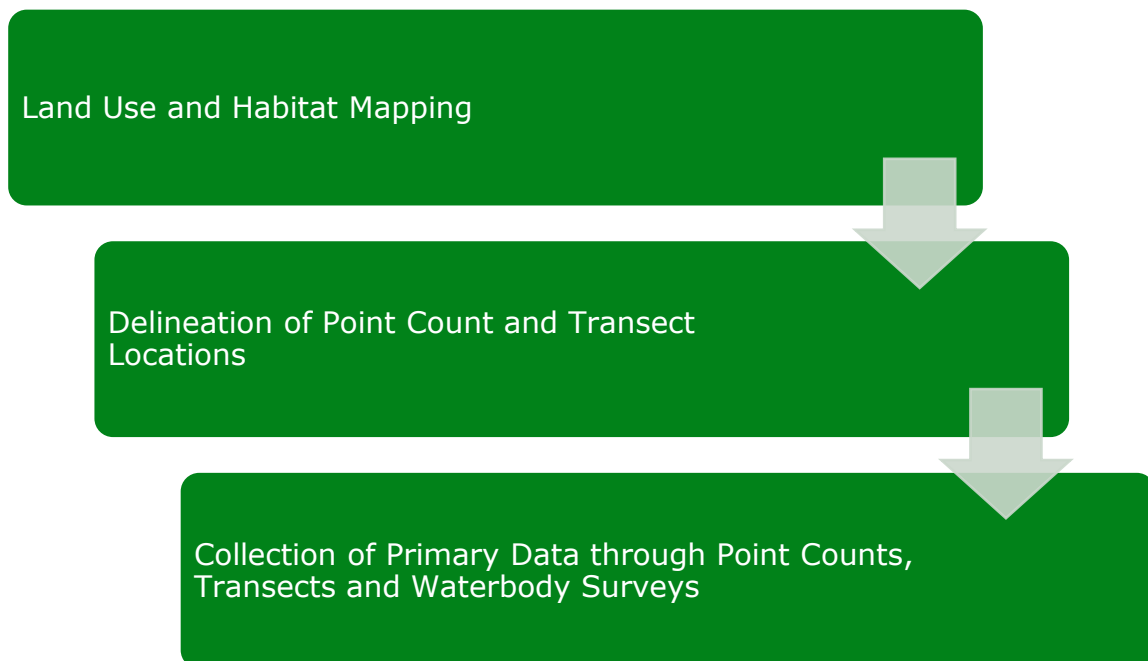 Land Use and Habitat Mapping
Delineation of Point Count and Transect
Locations
Collection of Primary Data through Point Counts,
Transects and Waterbody Surveys